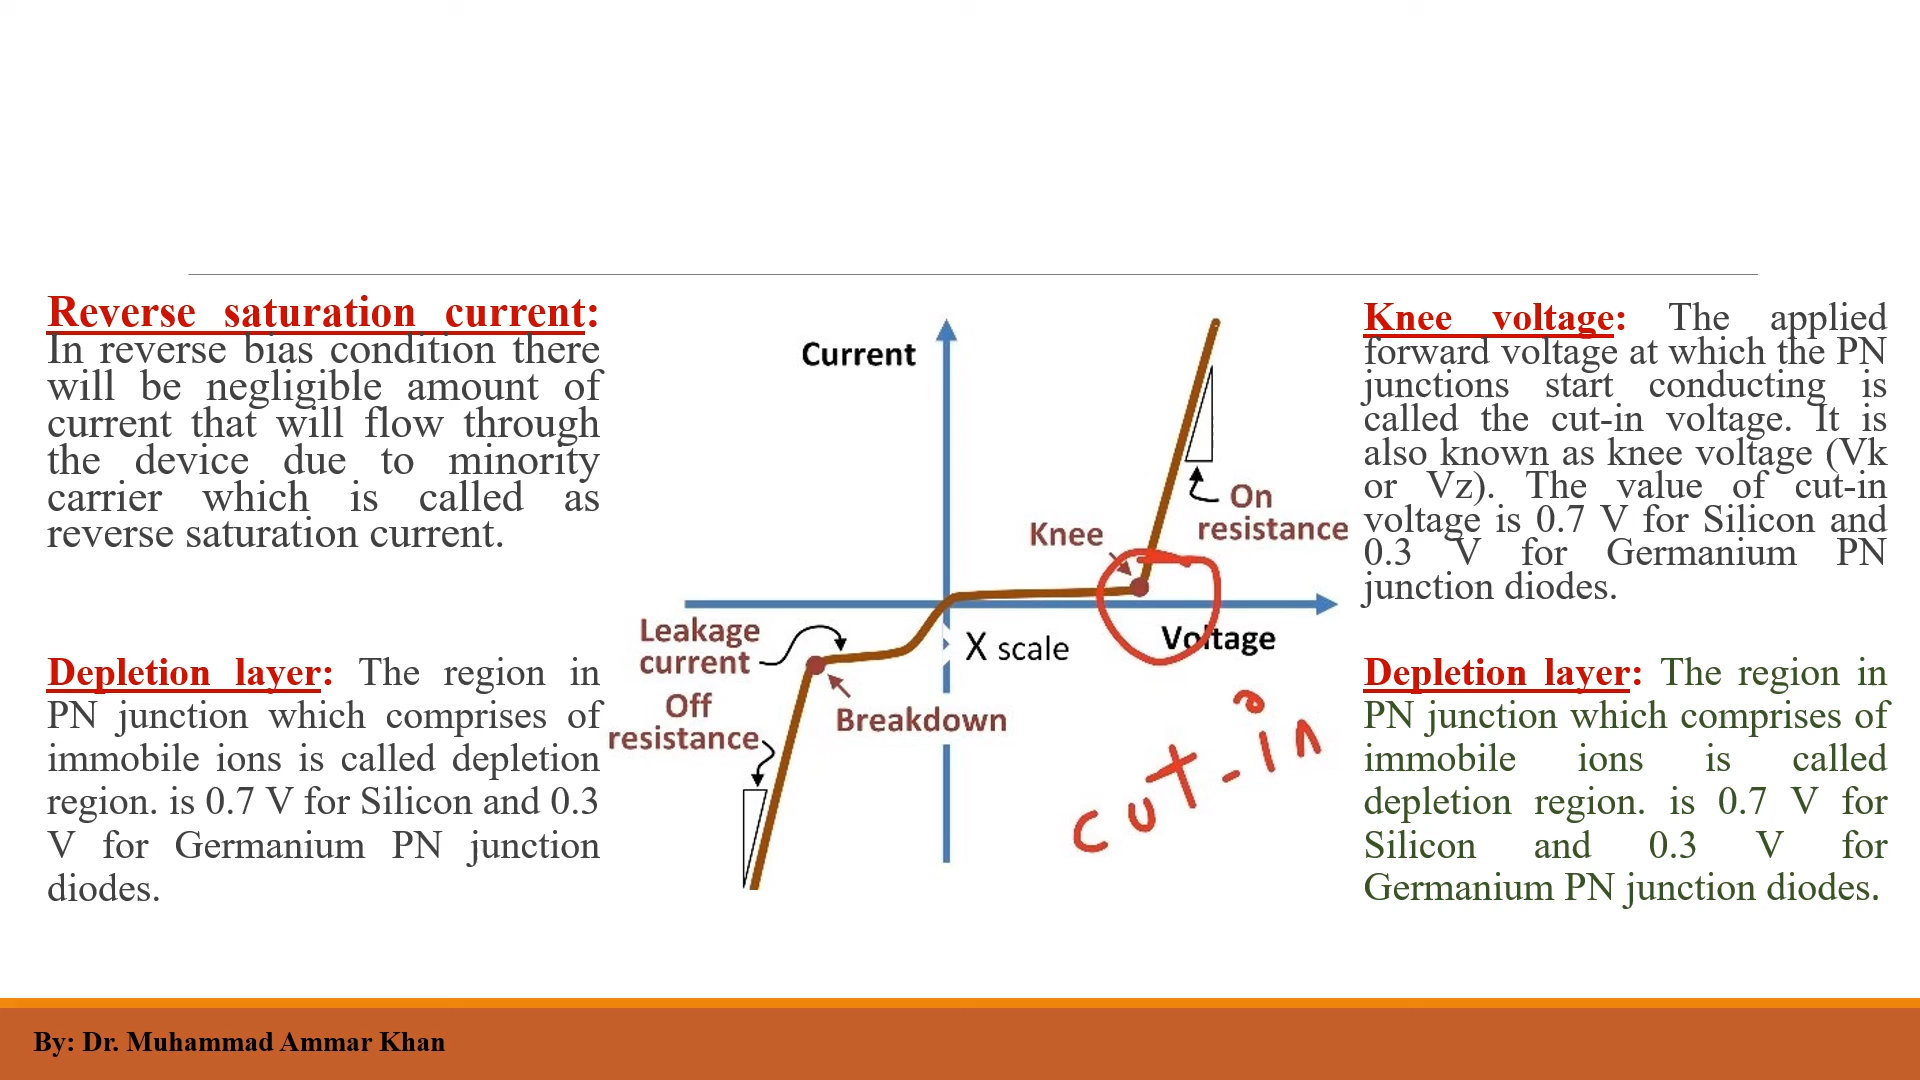 Reverse saturation current:
In reverse bias condition there
will be negligible amount of
current that will flow through
the device due to minority
carrier which is called as
reverse saturation current.
Depletion layer: The region in
PN junction which comprises of
immobile ions is called depletion
region. is 0.7 V for Silicon and 0.3
V for Germanium PN junction
diodes.
Current
On
resistance
Knee
Leakage
current
X scale
Voltage
Off
resistance
Breakdown
cut-in
Knee voltage: The applied
forward voltage at which the PN
junctions start conducting is
called the cut-in voltage. It is
also known as knee voltage (Vk
or Vz). The value of cut-in
voltage is 0.7 V for Silicon and
0.3 V for Germanium PN
junction diodes.
Depletion layer: The region in
PN junction which comprises of
immobile ions is called
depletion region. is 0.7 V for
Silicon and 0.3 V for
Germanium PN junction diodes.
By: Dr. Muhammad Ammar Khan